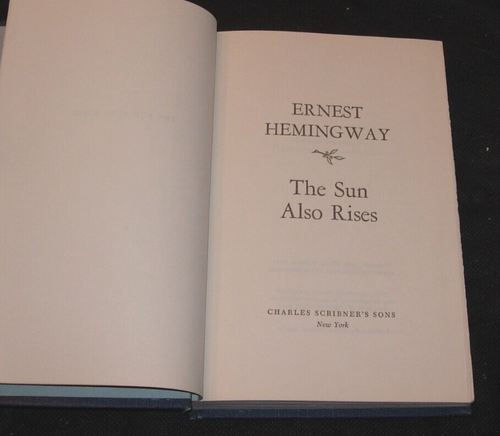 ERNEST
HEMINGWAY
The Sun
Also Rises
CHARLES SCRIBNER'S SONS
New York